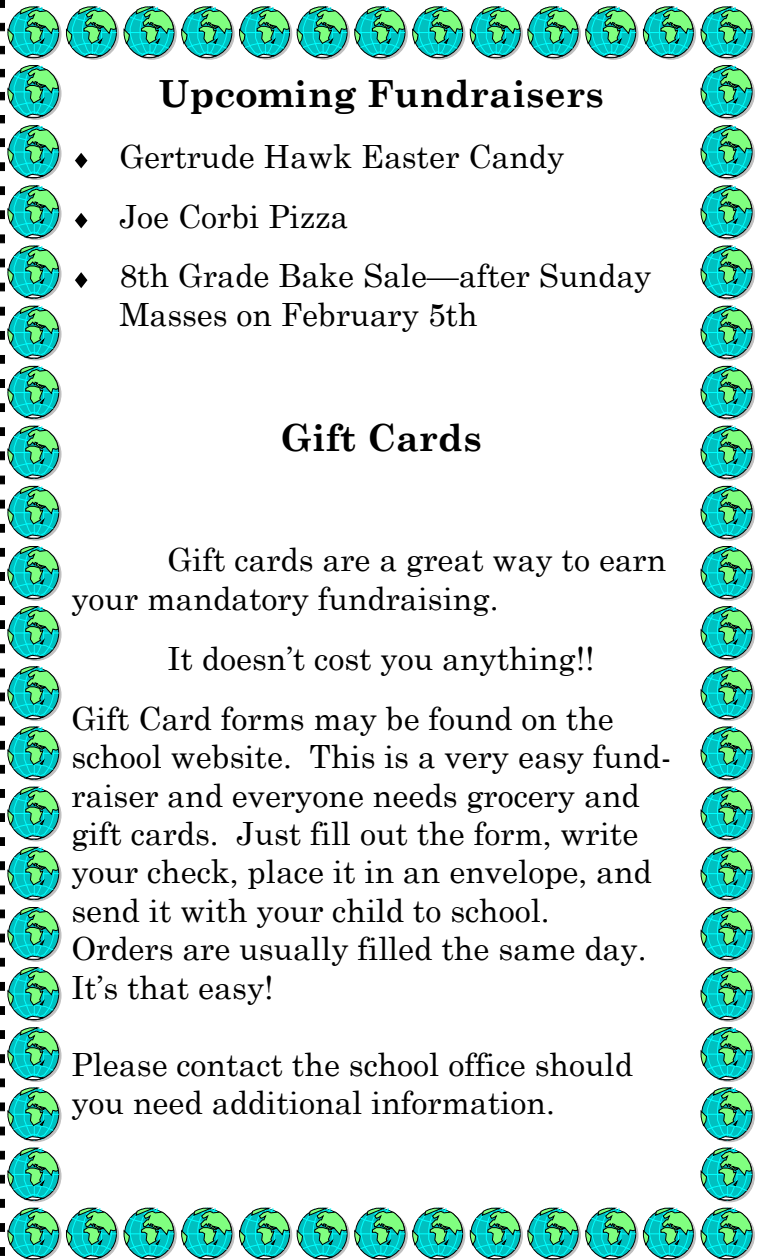 Upcoming Fundraisers
♦ Gertrude Hawk Easter Candy
♦ Joe Corbi Pizza
♦ 8th Grade Bake Sale—after Sunday
Masses on February 5th
Gift Cards
Gift cards are a great way to earn
your mandatory fundraising.
It doesn't cost you anything!!
Gift Card forms may be found on the
school website.  This is a very easy fund-
raiser and everyone needs grocery and
gift cards.  Just fill out the form, write
your check, place it in an envelope, and
send it with your child to school.
Orders are usually filled the same day.
It's that easy!
Please contact the school office should
you need additional information.